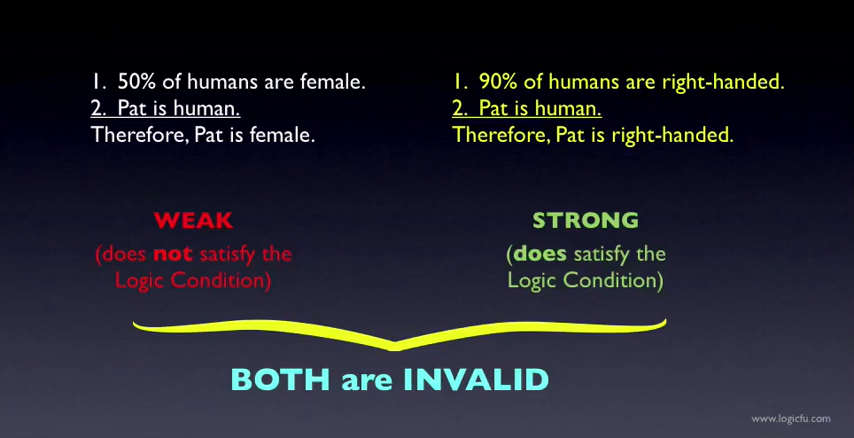 1. 50% of humans are female.
2. Pat is human.
Therefore, Pat is female.
1. 90% of humans are right-handed.
2. Pat is human.
Therefore, Pat is right-handed.
WEAK
(does not satisfy the
Logic Condition)
STRONG
(does satisfy the
Logic Condition)
BOTH are INVALID
www.logicfu.com